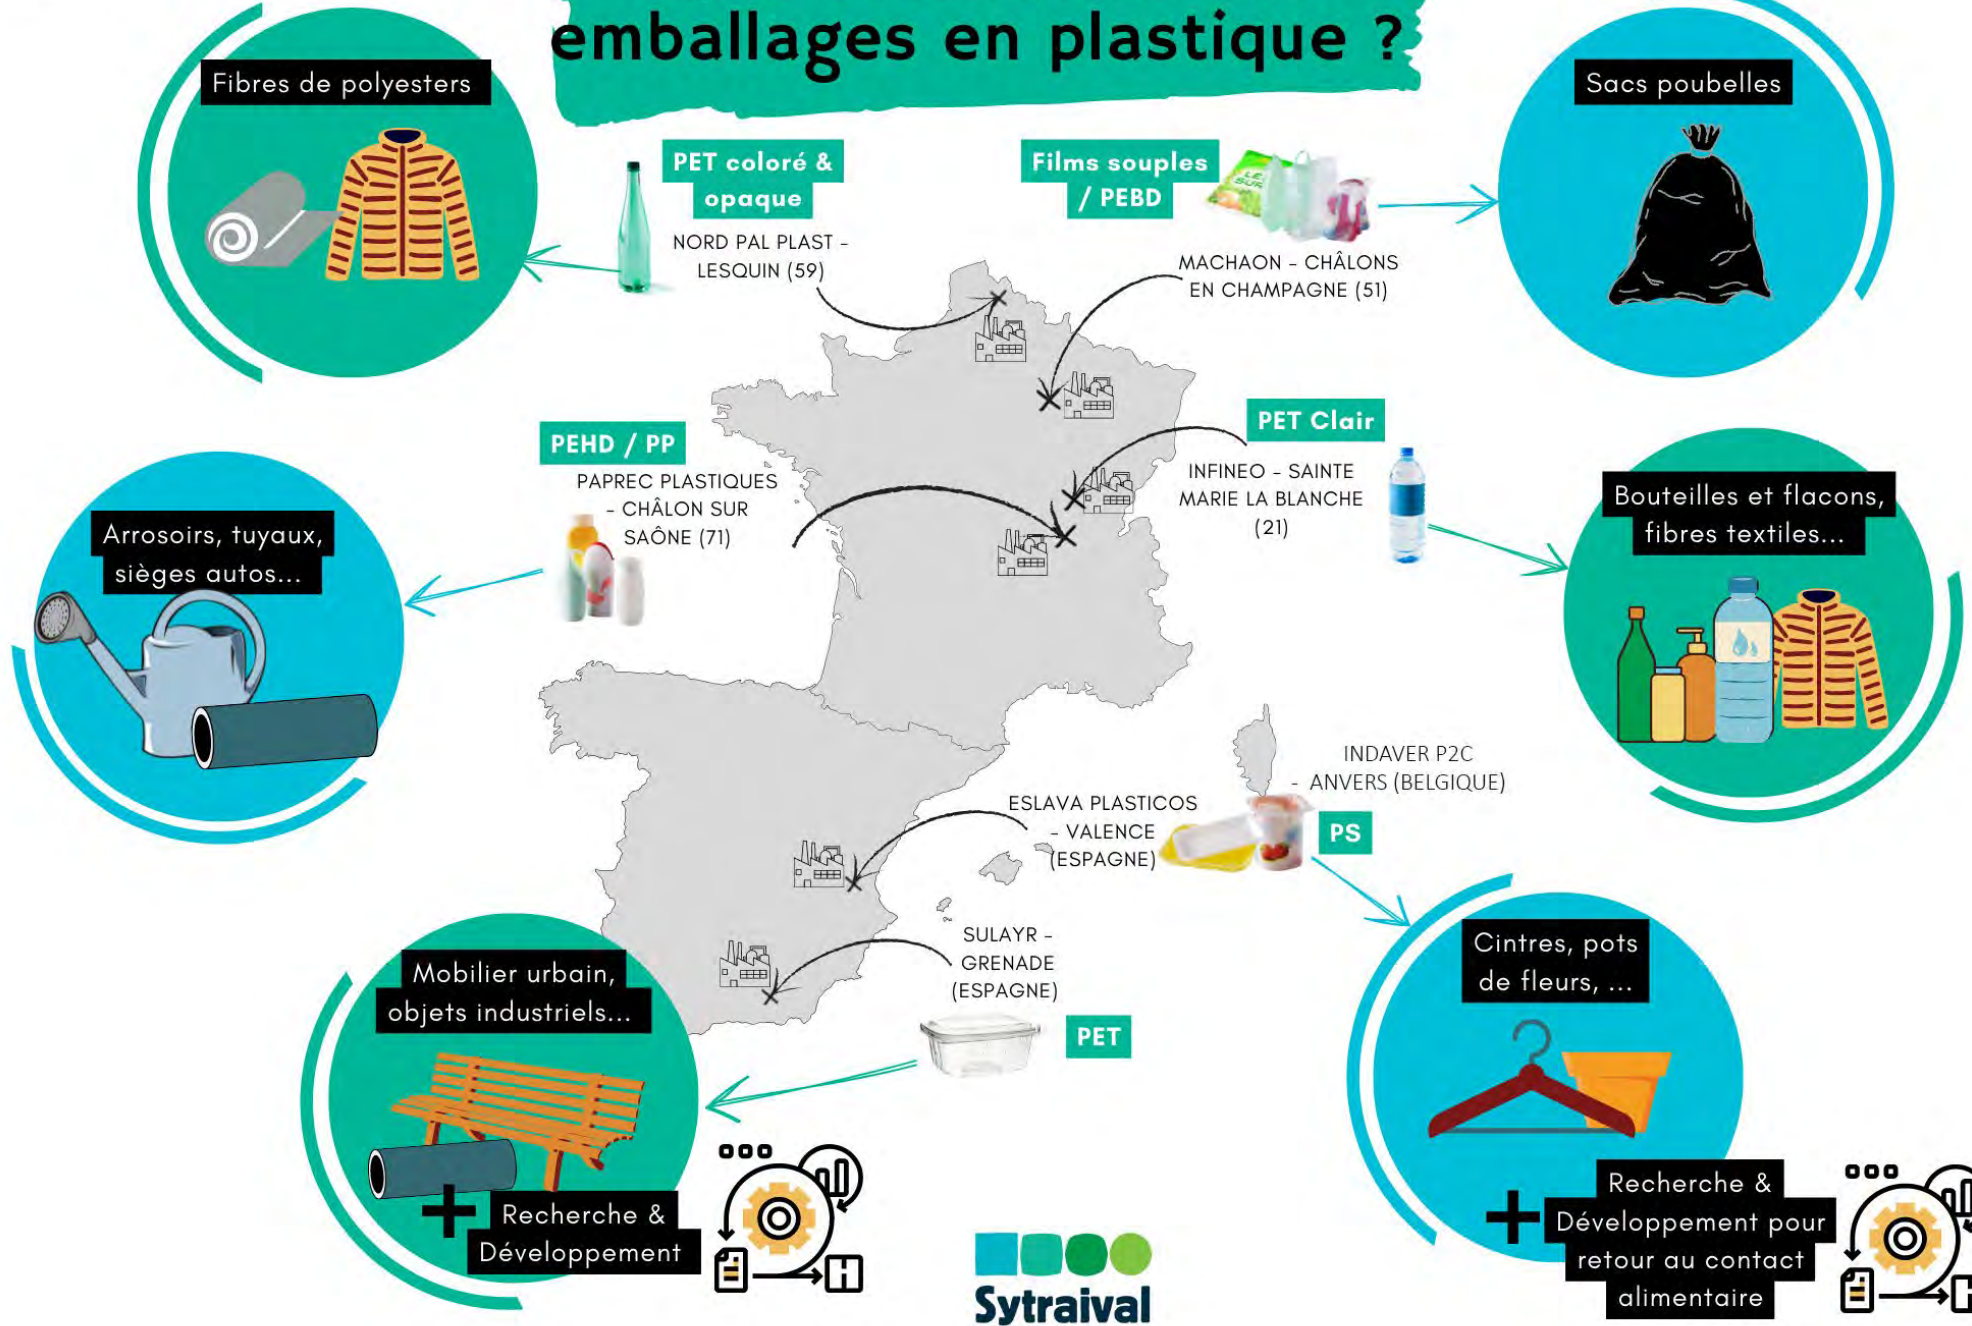 emballages en plastique ?
Fibres de polyesters
PET coloré &
opaque
NORD PAL PLAST -
LESQUIN (59)
Films souples
/ PEBD
MACHAON - CHÂLONS
EN CHAMPAGNE (51)
Sacs poubelles
PEHD / PP
PAPREC PLASTIQUES
- CHÂLON SUR
SAÔNE (71)
Arrosoirs, tuyaux,
sièges autos...
PET Clair
INFINEO - SAINTE
MARIE LA BLANCHE
(21)
Bouteilles et flacons,
fibres textiles...
INDAVER P2C
- ANVERS (BELGIQUE)
PS
ESLAVA PLASTICOS
- VALENCE
(ESPAGNE)
SULAYR -
GRENADE
(ESPAGNE)
PET
Mobilier urbain,
objets industriels...
Recherche &
Développement
Cintres, pots
de fleurs, ...
Recherche &
Développement pour
retour au contact
alimentaire
Sytraival